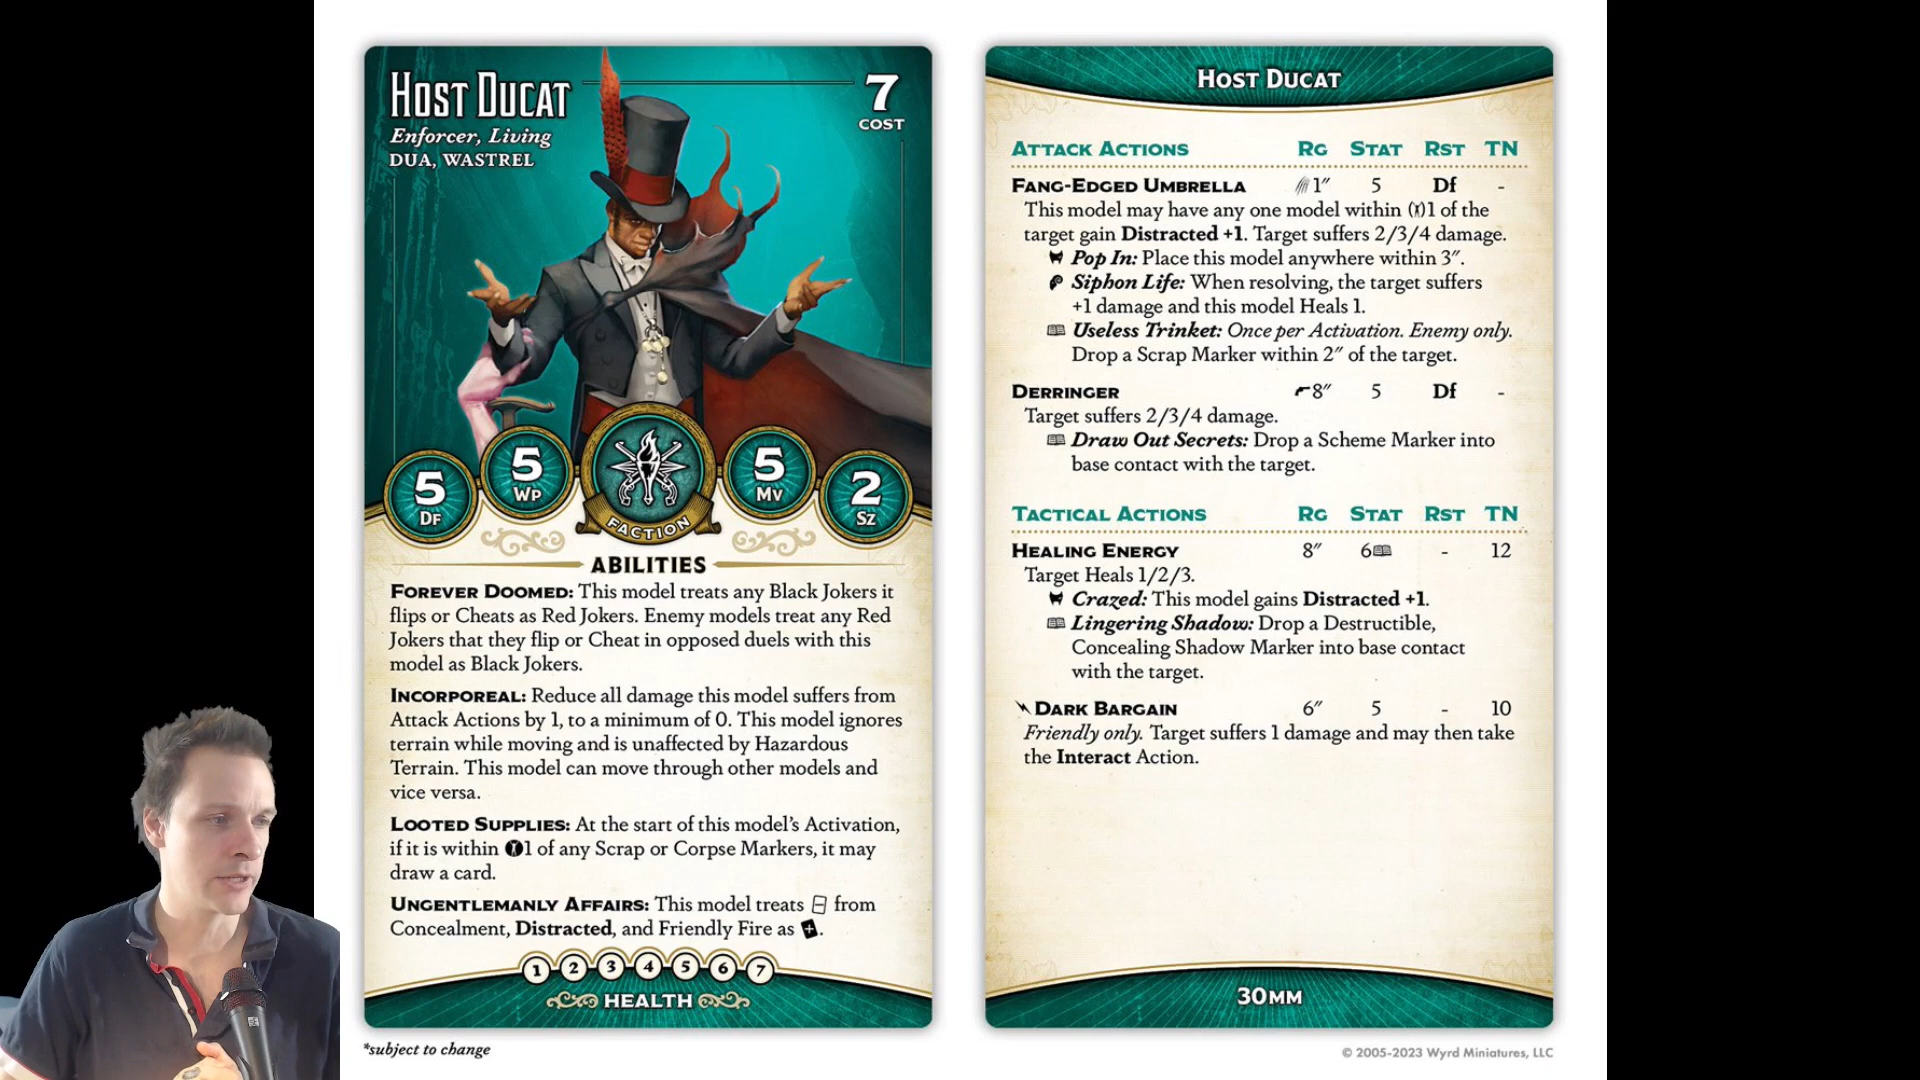 HOST DUCAT
Enforcer, Living
DUA, WASTREL
7
COST
5
DF
5
WP
FACTION
5
MV
2
SZ
ABILITIES
FOREVER DOOMED: This model treats any Black Jokers it
flips or Cheats as Red Jokers. Enemy models treat any Red
Jokers that they flip or Cheat in opposed duels with this
model as Black Jokers.
INCORPOREAL: Reduce all damage this model suffers from
Attack Actions by 1, to a minimum of 0. This model ignores
terrain while moving and is unaffected by Hazardous
Terrain. This model can move through other models and
vice versa.
LOOTED SUPPLIES: At the start of this model's Activation,
if it is within 1 of any Scrap or Corpse Markers, it may
draw a card.
UNGENTLEMANLY AFFAIRS: This model treats from
Concealment, Distracted, and Friendly Fire as .
1 2 3 4 5 6 7
HEALTH
*subject to change
HOST DUCAT
ATTACK ACTIONS RG STAT RST TN
FANG-EDGED UMBRELLA 1″ 5 Df -
This model may have any one model within 1 of the
target gain Distracted +1. Target suffers 2/3/4 damage.
Pop In: Place this model anywhere within 3″.
Siphon Life: When resolving, the target suffers
+1 damage and this model Heals 1.
Useless Trinket: Once per Activation. Enemy only.
Drop a Scrap Marker within 2″ of the target.
DERRINGER 8″ 5 Df -
Target suffers 2/3/4 damage.
Draw Out Secrets: Drop a Scheme Marker into
base contact with the target.
TACTICAL ACTIONS RG STAT RST TN
HEALING ENERGY 8″ 6 - 12
Target Heals 1/2/3.
Crazed: This model gains Distracted +1.
Lingering Shadow: Drop a Destructible,
Concealing Shadow Marker into base contact
with the target.
DARK BARGAIN 6″ 5 - 10
Friendly only. Target suffers 1 damage and may then take
the Interact Action.
30MM
© 2005-2023 Wyrd Miniatures, LLC